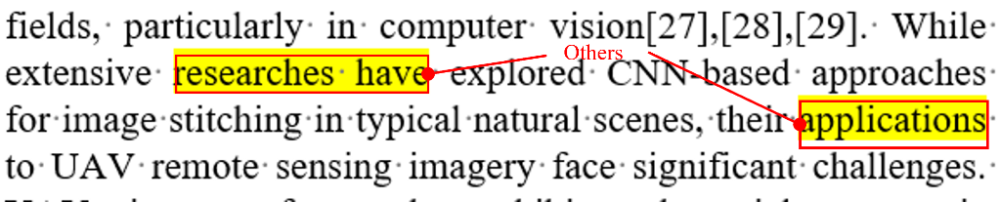 fields, particularly in computer vision[27],[28],[29]. While
Others
extensive researches have explored CNN-based approaches
for image stitching in typical natural scenes, their applications
to UAV remote sensing imagery face significant challenges.